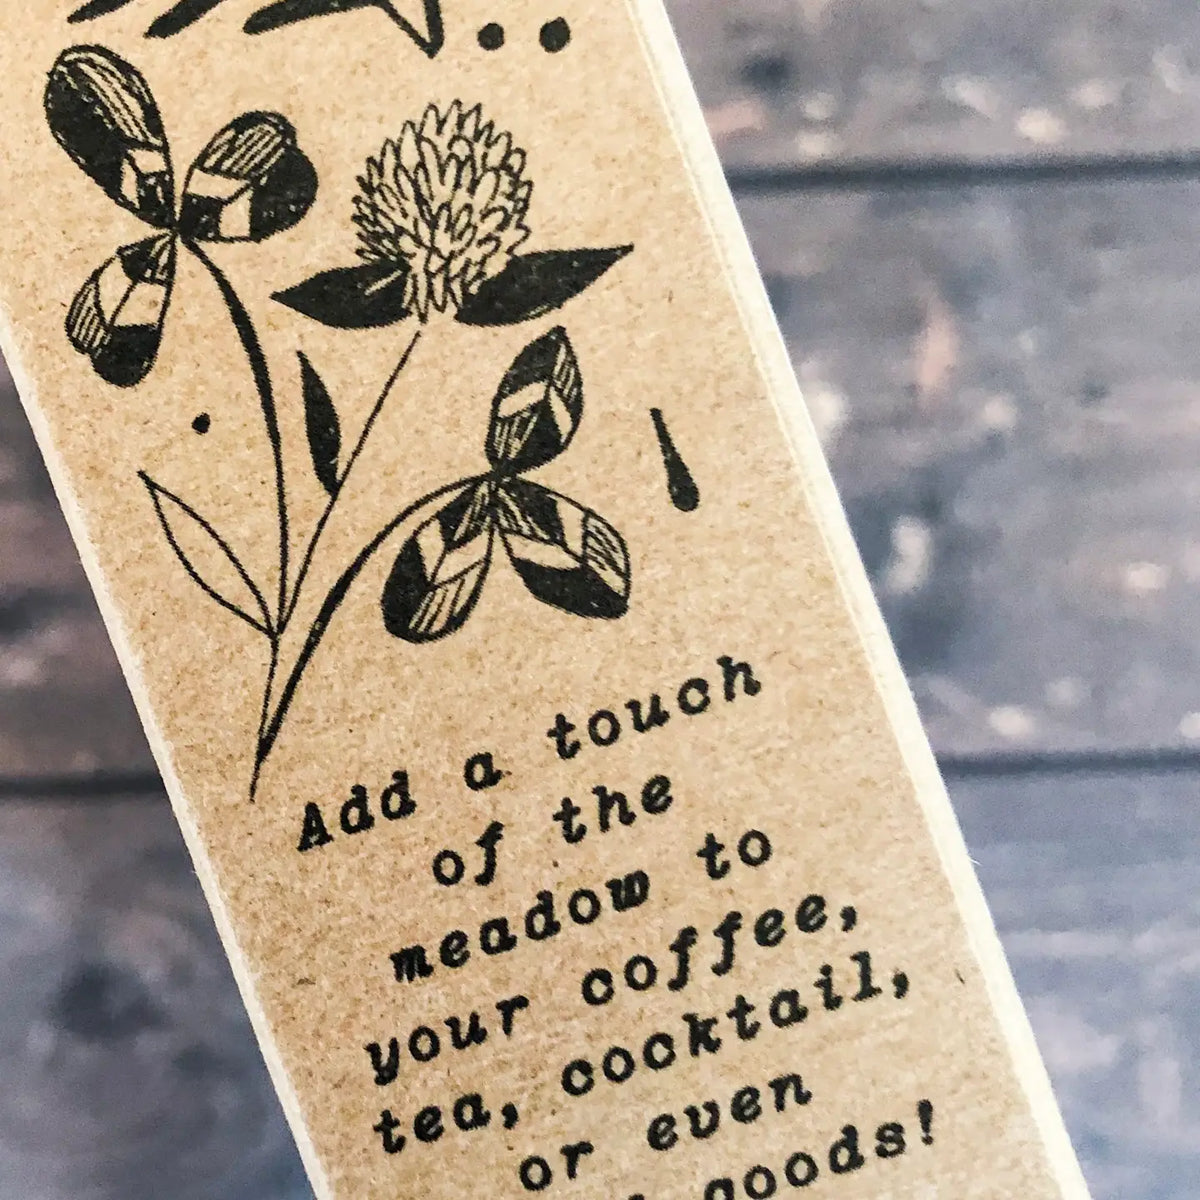 Add a touch
of the
meadow to
your coffee,
tea, cocktail,
or even
goods!